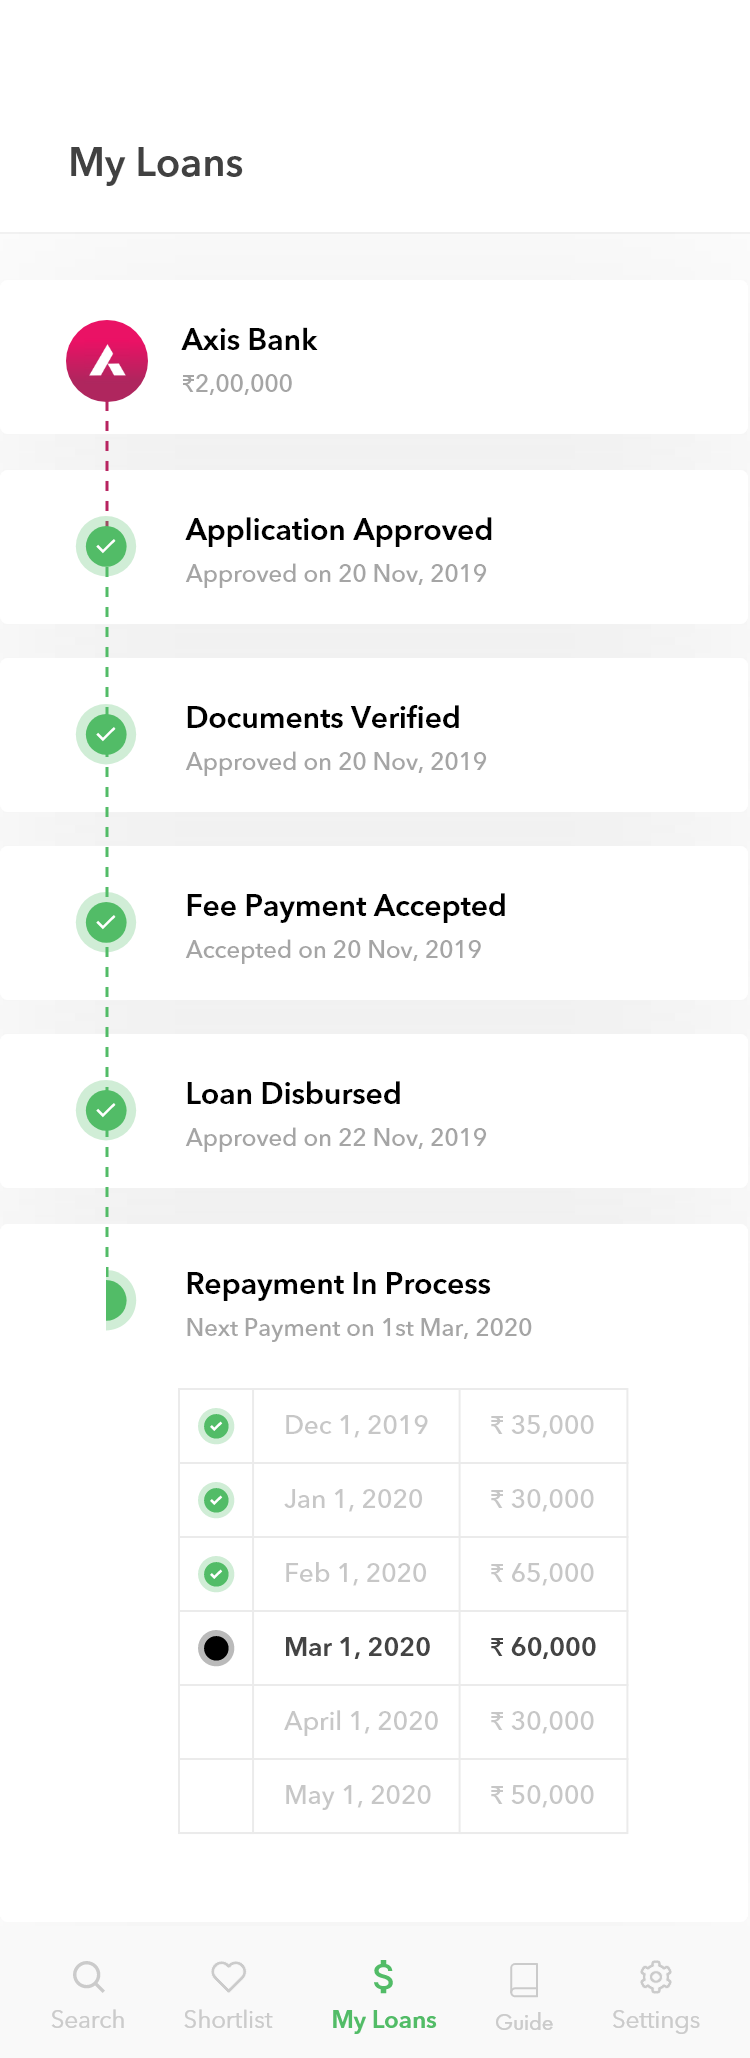 My Loans
Axis Bank
₹2,00,000
Application Approved
Approved on 20 Nov, 2019
Documents Verified
Approved on 20 Nov, 2019
Fee Payment Accepted
Accepted on 20 Nov, 2019
Loan Disbursed
Approved on 22 Nov, 2019
Repayment In Process
Next Payment on 1st Mar, 2020
Dec 1, 2019 ₹ 35,000
Jan 1, 2020 ₹ 30,000
Feb 1, 2020 ₹ 65,000
Mar 1, 2020 ₹ 60,000
April 1, 2020 ₹ 30,000
May 1, 2020 ₹ 50,000
Search Shortlist My Loans Guide Settings